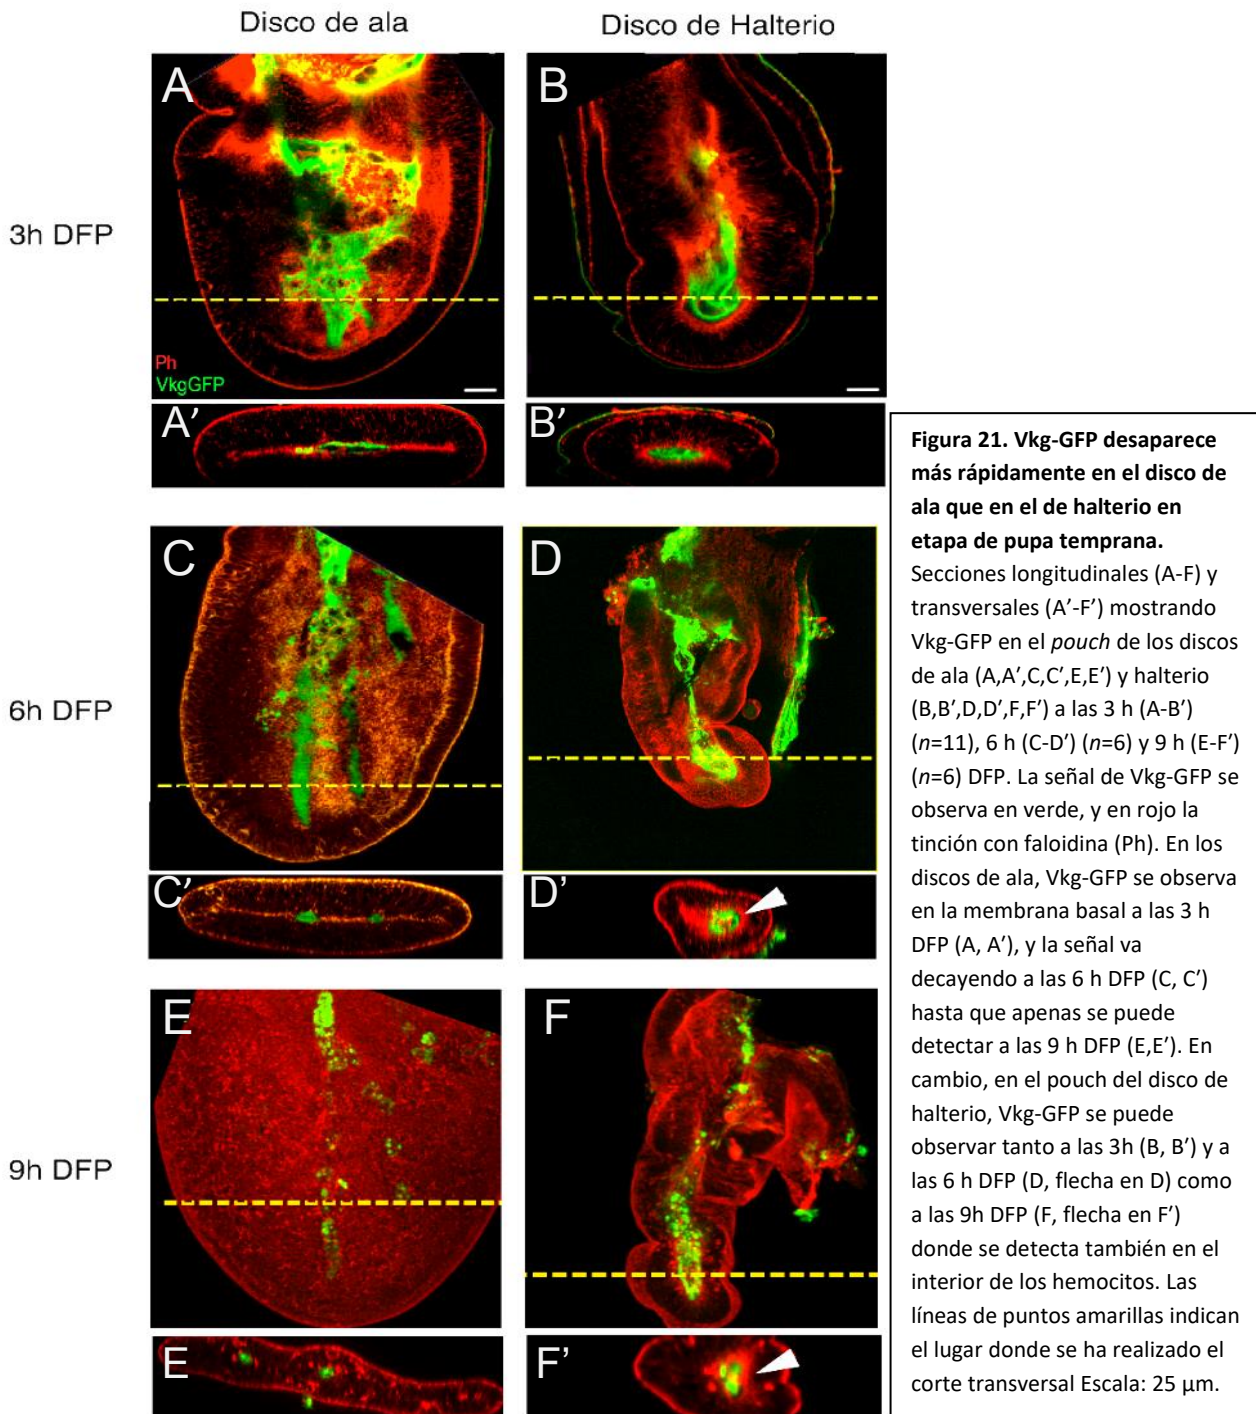 Disco de ala
Disco de Halterio
A
B
3h DFP
Ph
VkgGFP
A'
B'
C
D
6h DFP
C'
D'
E
F
9h DFP
E
F'
Figura 21. Vkg-GFP desaparece
más rápidamente en el disco de
ala que en el de halterio en
etapa de pupa temprana.
Secciones longitudinales (A-F) y
transversales (A′-F′) mostrando
Vkg-GFP en el pouch de los discos
de ala (A,A′,C,C′,E,E′) y halterio
(B,B′,D,D′,F,F′) a las 3 h (A-B′)
(n=11), 6 h (C-D′) (n=6) y 9 h (E-F′)
(n=6) DFP. La señal de Vkg-GFP se
observa en verde, y en rojo la
tinción con faloidina (Ph). En los
discos de ala, Vkg-GFP se observa
en la membrana basal a las 3 h
DFP (A, A′), y la señal va
decayendo a las 6 h DFP (C, C′)
hasta que apenas se puede
detectar a las 9 h DFP (E,E′). En
cambio, en el pouch del disco de
halterio, Vkg-GFP se puede
observar tanto a las 3h (B, B′) y a
las 6 h DFP (D, flecha en D) como
a las 9h DFP (F, flecha en F′)
donde se detecta también en el
interior de los hemocitos. Las
líneas de puntos amarillas indican
el lugar donde se ha realizado el
corte transversal Escala: 25 µm.